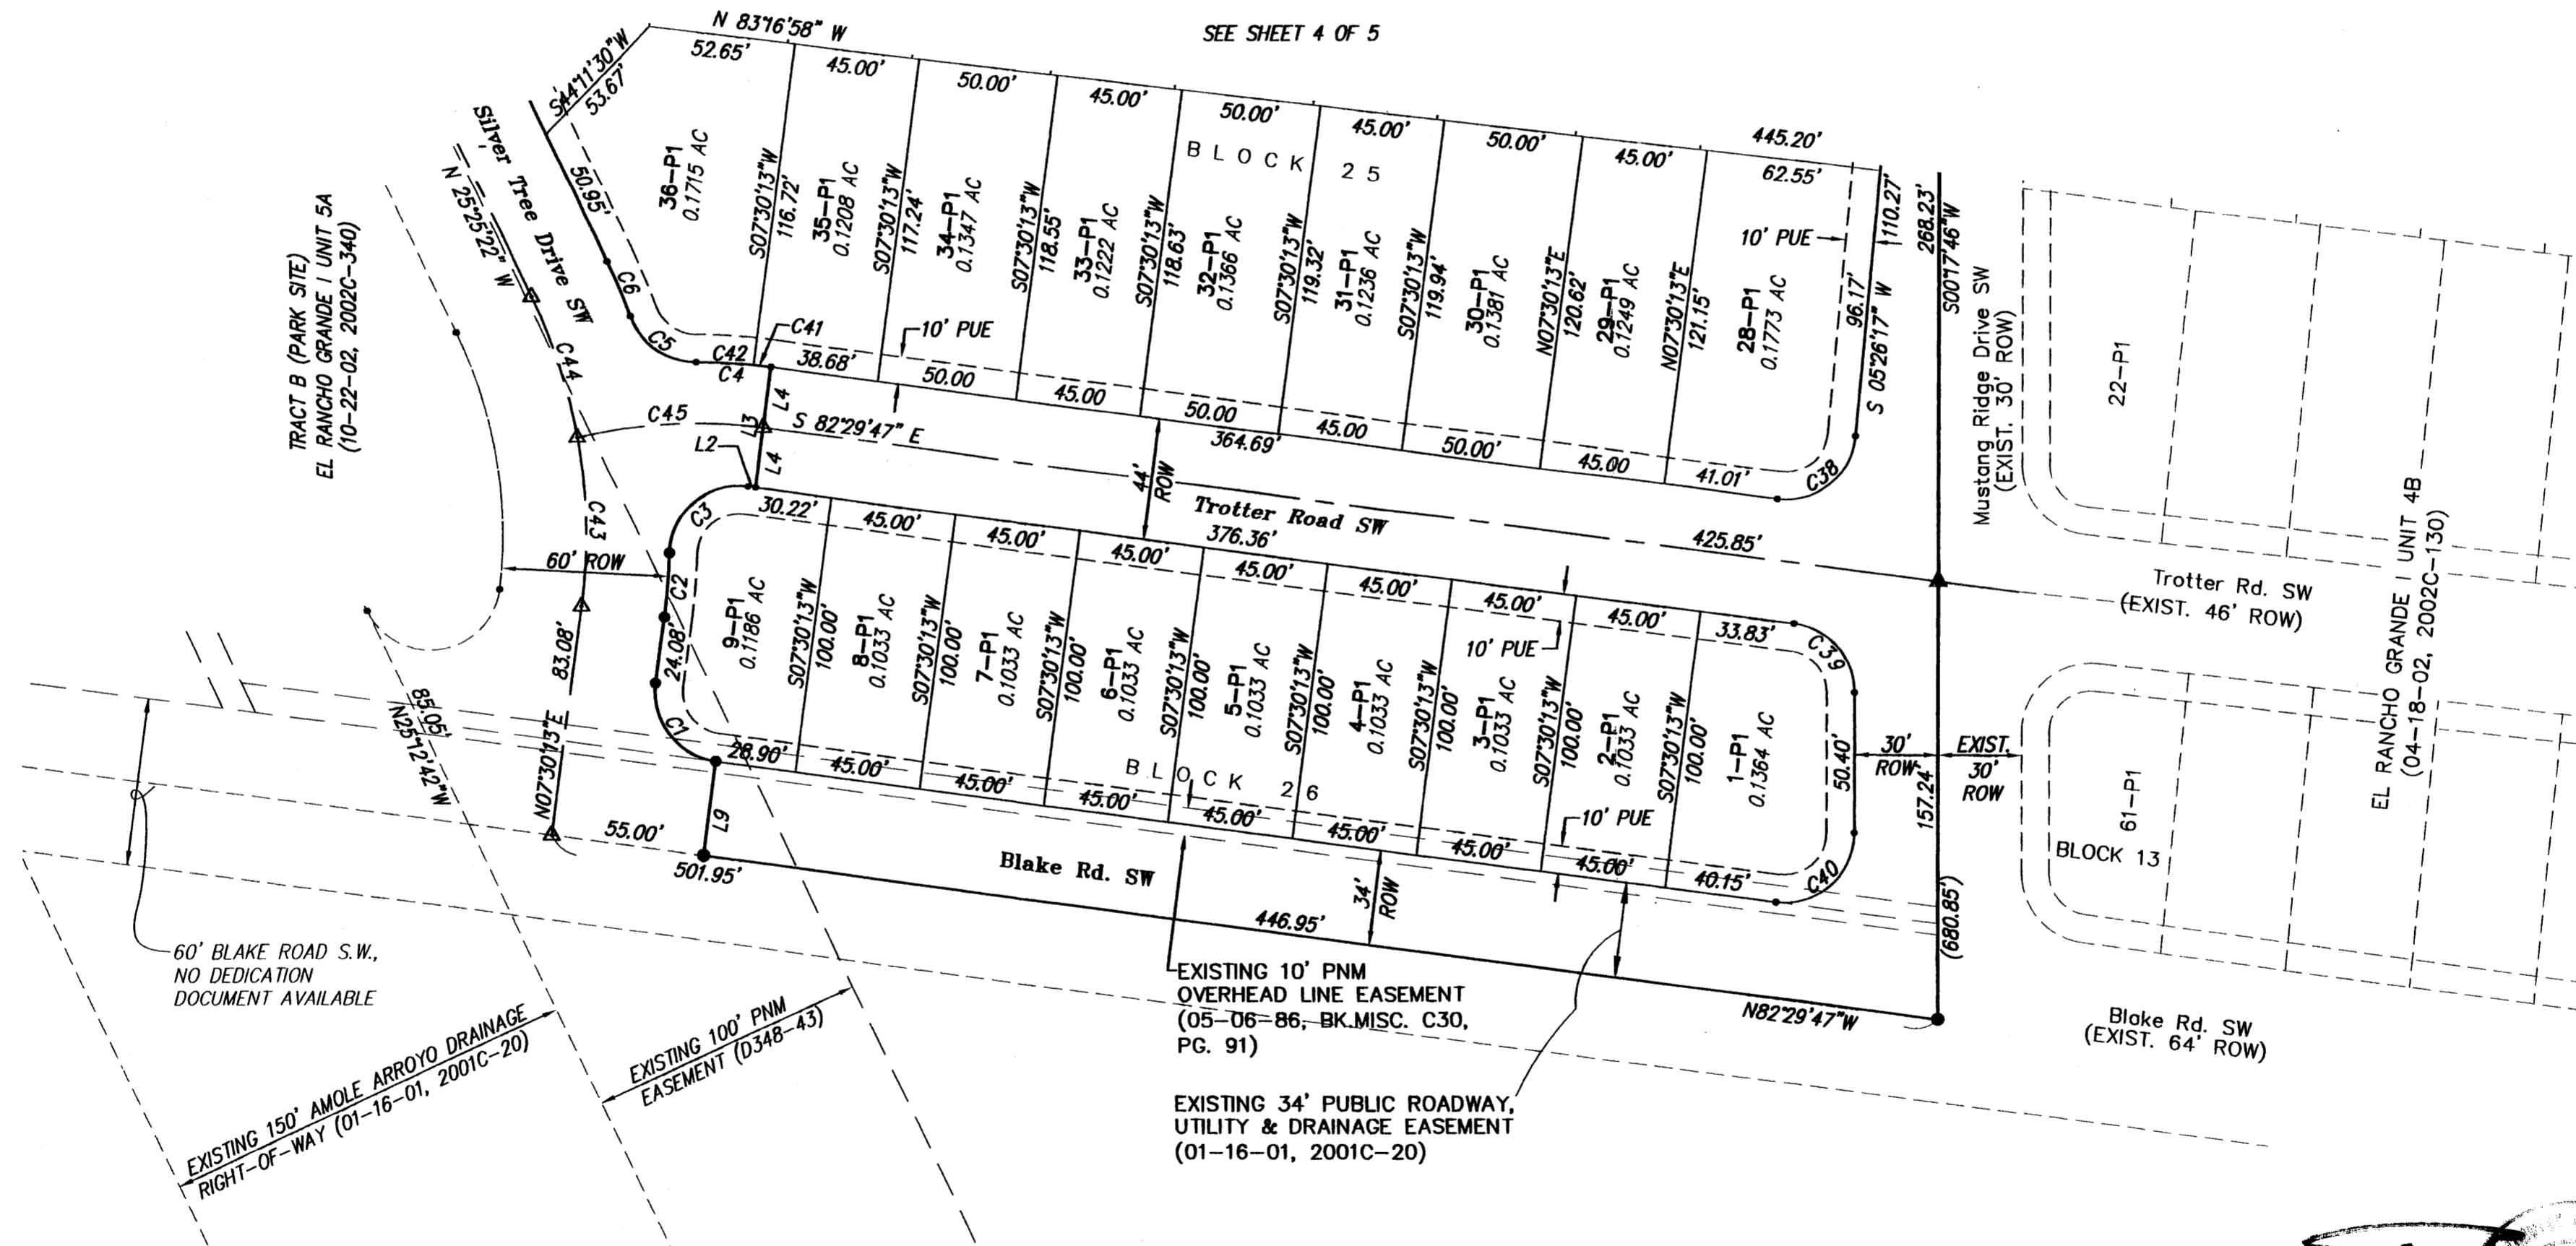 SEE SHEET 4 OF 5
N 83°16'58" W
52.65'
45.00'
50.00'
45.00'
50.00'
45.00'
50.00'
45.00'
445.20'
62.55'
S44°11'30"W
53.67'
Silver Tree Drive SW
N 25°25'22" W
50.95'
C6
C5
C42
C4
C41
38.68'
C44
C45
C43
TRACT B (PARK SITE)
EL RANCHO GRANDE I UNIT 5A
(10-22-02, 2002C-340)
BLOCK 25
36-P1
0.1715 AC
S07°30'13"W
116.72'
35-P1
0.1208 AC
S07°30'13"W
117.24'
34-P1
0.1347 AC
S07°30'13"W
118.55'
33-P1
0.1222 AC
S07°30'13"W
118.63'
32-P1
0.1366 AC
S07°30'13"W
119.32'
31-P1
0.1236 AC
S07°30'13"W
119.94'
30-P1
0.1381 AC
N07°30'13"E
120.62'
29-P1
0.1249 AC
N07°30'13"E
121.15'
28-P1
0.1773 AC
10' PUE
96.17'
S 05°26'17" W
110.27'
268.23'
S00°17'46"W
Mustang Ridge Drive SW
(EXIST. 30' ROW)
22-P1
10' PUE
50.00
45.00
50.00
45.00
50.00'
45.00
41.01'
C38
364.69'
L4
L3
L2
L4
S 82°29'47" E
44'
ROW
Trotter Road SW
376.36'
425.85'
Trotter Rd. SW
(EXIST. 46' ROW)
EL RANCHO GRANDE I UNIT 4B
(04-18-02, 2002C-130)
C3
30.22'
45.00'
45.00'
45.00'
45.00'
45.00'
45.00'
45.00'
33.83'
C39
60' ROW
C2
24.08'
C1
83.08'
N07°30'13"E
85.05'
N25°12'42"W
9-P1
0.1186 AC
S07°30'13"W
100.00'
8-P1
0.1033 AC
S07°30'13"W
100.00'
7-P1
0.1033 AC
S07°30'13"W
100.00'
6-P1
0.1033 AC
S07°30'13"W
100.00'
5-P1
0.1033 AC
S07°30'13"W
100.00'
4-P1
0.1033 AC
S07°30'13"W
100.00'
3-P1
0.1033 AC
S07°30'13"W
100.00'
2-P1
0.1033 AC
S07°30'13"W
100.00'
1-P1
0.1364 AC
10' PUE
10' PUE
50.40'
30'
ROW
EXIST.
30'
ROW
157.24'
(680.85')
61-P1
BLOCK 13
BLOCK 26
28.90'
45.00'
45.00'
45.00'
45.00'
45.00'
45.00'
45.00'
40.15'
C40
L9
55.00'
501.95'
Blake Rd. SW
34'
ROW
446.95'
N82°29'47"W
Blake Rd. SW
(EXIST. 64' ROW)
60' BLAKE ROAD S.W.,
NO DEDICATION
DOCUMENT AVAILABLE
EXISTING 10' PNM
OVERHEAD LINE EASEMENT
(05-06-86, BK.MISC. C30,
PG. 91)
EXISTING 150' AMOLE ARROYO DRAINAGE
RIGHT-OF-WAY (01-16-01, 2001C-20)
EXISTING 100' PNM
EASEMENT (D348-43)
EXISTING 34' PUBLIC ROADWAY,
UTILITY & DRAINAGE EASEMENT
(01-16-01, 2001C-20)